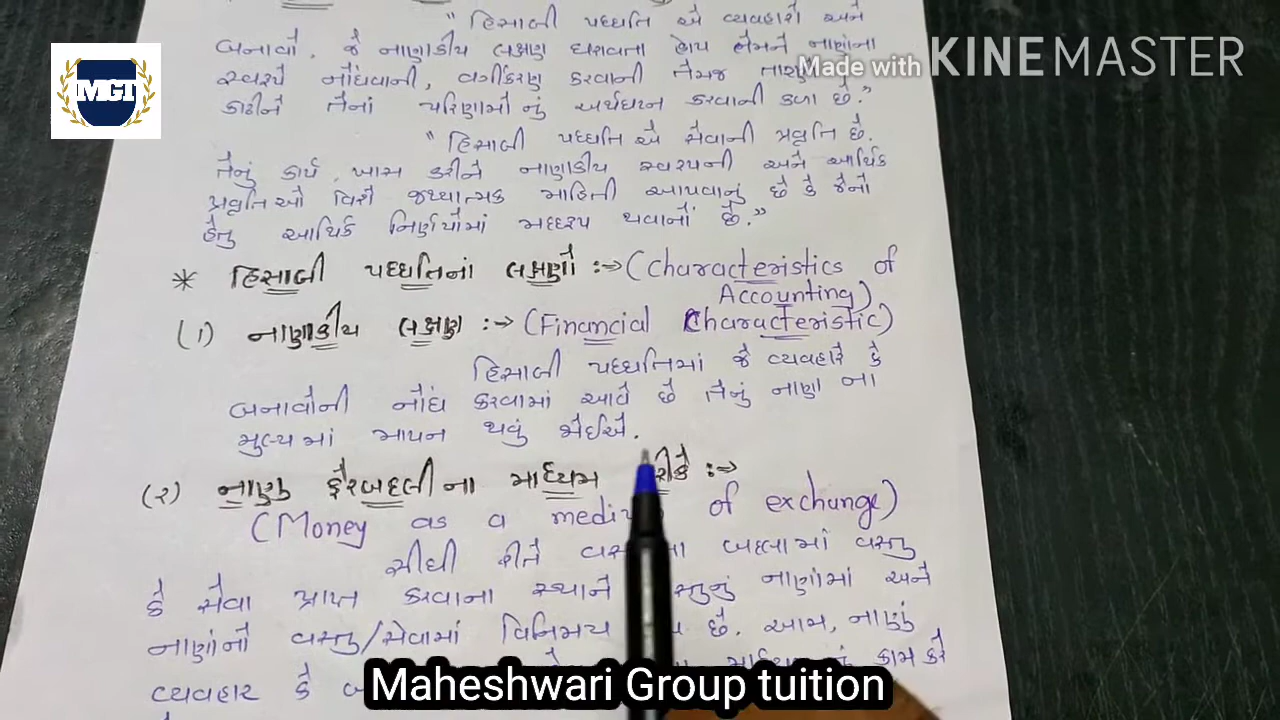 "હિસાબી પદ્ધતિ એ વ્યવહારો અને
બનાવો, જે નાણાકીય લક્ષણ ધરાવતા હોય તેમને નાણાંના
સ્વરૂપે નોંધવાની, વર્ગીકરણ કરવાની તેમજ
કાઢીને તેનાં પરિણામોનું અર્થઘટન કરવાની કળા છે."
"હિસાબી પદ્ધતિ એ સેવાની પ્રવૃત્તિ છે.
તેનું કાર્ય, ખાસ કરીને નાણાકીય સ્વરૂપની અને આર્થિક
પ્રવૃત્તિઓ વિશે જથ્થાત્મક માહિતી આપવાનું છે કે જેનો
હેતુ આર્થિક નિર્ણયોમાં મદદરૂપ થવાનો છે."
* હિસાબી પદ્ધતિનાં લક્ષણો :→ (Characteristics of
Accounting)
(૧) નાણાકીય લક્ષણ :→ (Financial Characteristic)
હિસાબી પદ્ધતિમાં જે વ્યવહારો કે
બનાવોની નોંધ કરવામાં આવે છે તેનું નાણા ના
મુલ્યમાં માપન થવું જોઈએ.
(૨) નાણુ ફેરબદલીના માધ્યમ :→
(Money as a of exchange)
સીધી રીતે બદલામાં વસ્તુ
કે સેવા પ્રાપ્ત કરવાના સ્થાને નાણાંમાં અને
નાણાંનો વસ્તુ/સેવામાં વિનિમય છે. આમ, નાણું
વ્યવહાર કે કામ કરે
MGT
Made with KINEMASTER
Maheshwari Group tuition